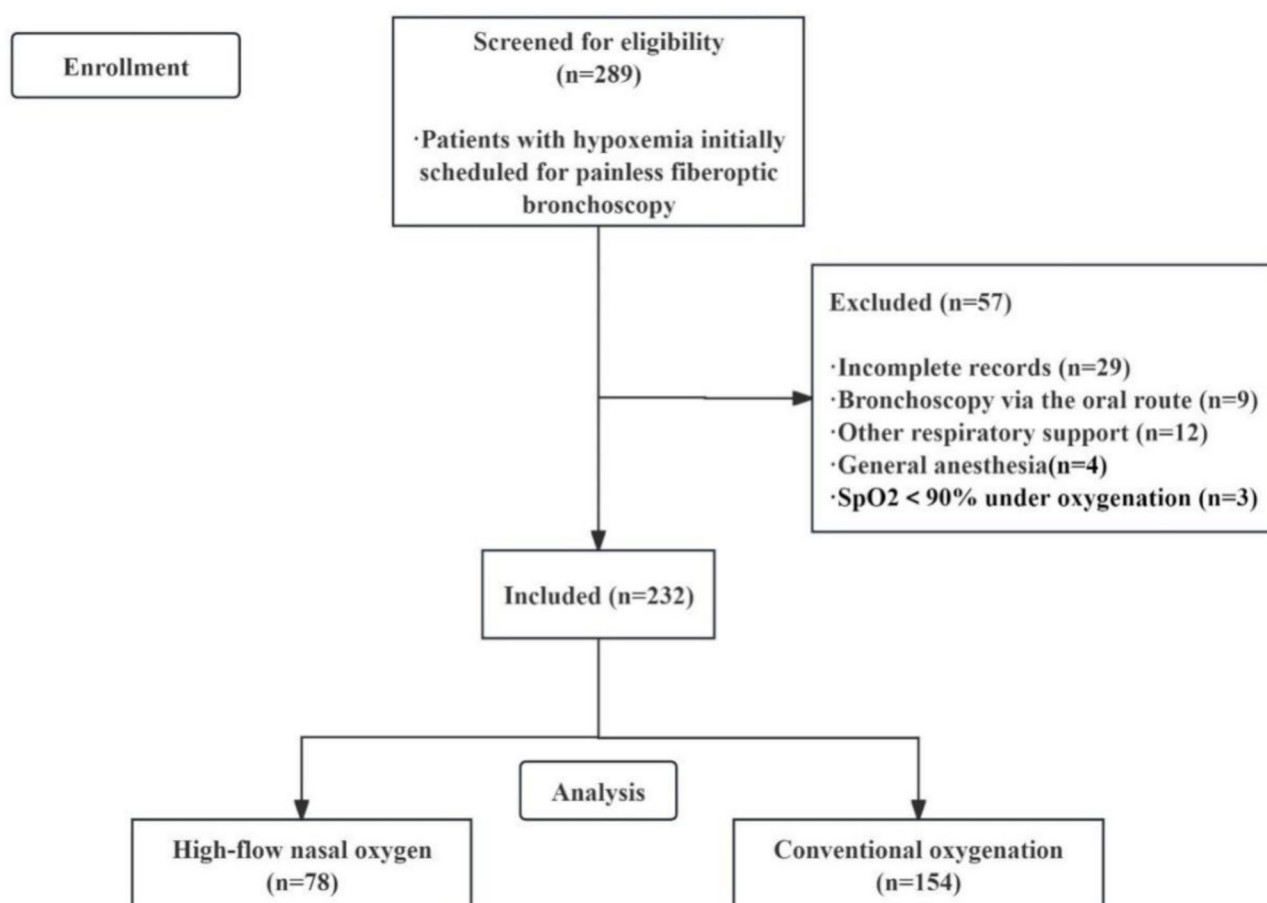 Enrollment
Screened for eligibility
(n=289)
·Patients with hypoxemia initially
scheduled for painless fiberoptic
bronchoscopy
Excluded (n=57)
·Incomplete records (n=29)
·Bronchoscopy via the oral route (n=9)
·Other respiratory support (n=12)
·General anesthesia(n=4)
·SpO2 < 90% under oxygenation (n=3)
Included (n=232)
Analysis
High-flow nasal oxygen
(n=78)
Conventional oxygenation
(n=154)